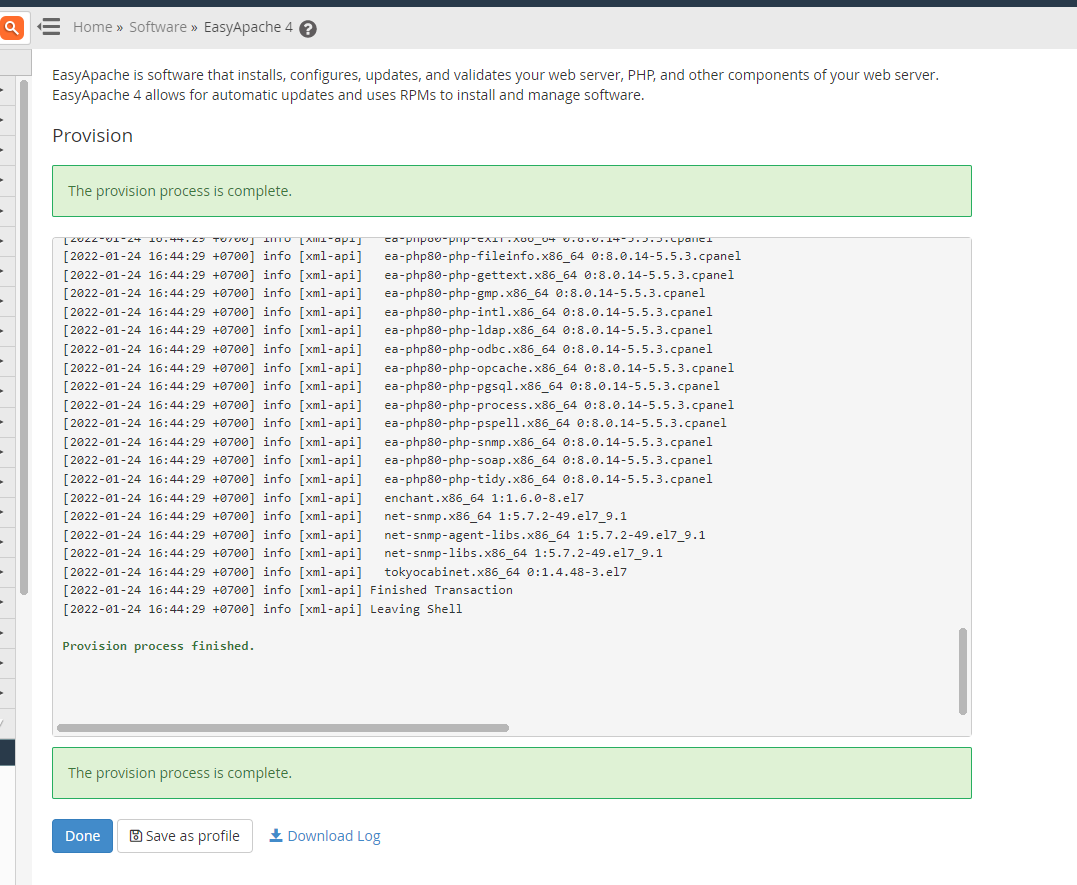 Home » Software » EasyApache 4 ?
EasyApache is software that installs, configures, updates, and validates your web server, PHP, and other components of your web server.
EasyApache 4 allows for automatic updates and uses RPMs to install and manage software.
Provision
The provision process is complete.
[2022-01-24 16:44:29 +0700] info [xml-api]   ea-php80-php-exif.x86_64 0:8.0.14-5.5.3.cpanel
[2022-01-24 16:44:29 +0700] info [xml-api]   ea-php80-php-fileinfo.x86_64 0:8.0.14-5.5.3.cpanel
[2022-01-24 16:44:29 +0700] info [xml-api]   ea-php80-php-gettext.x86_64 0:8.0.14-5.5.3.cpanel
[2022-01-24 16:44:29 +0700] info [xml-api]   ea-php80-php-gmp.x86_64 0:8.0.14-5.5.3.cpanel
[2022-01-24 16:44:29 +0700] info [xml-api]   ea-php80-php-intl.x86_64 0:8.0.14-5.5.3.cpanel
[2022-01-24 16:44:29 +0700] info [xml-api]   ea-php80-php-ldap.x86_64 0:8.0.14-5.5.3.cpanel
[2022-01-24 16:44:29 +0700] info [xml-api]   ea-php80-php-odbc.x86_64 0:8.0.14-5.5.3.cpanel
[2022-01-24 16:44:29 +0700] info [xml-api]   ea-php80-php-opcache.x86_64 0:8.0.14-5.5.3.cpanel
[2022-01-24 16:44:29 +0700] info [xml-api]   ea-php80-php-pgsql.x86_64 0:8.0.14-5.5.3.cpanel
[2022-01-24 16:44:29 +0700] info [xml-api]   ea-php80-php-process.x86_64 0:8.0.14-5.5.3.cpanel
[2022-01-24 16:44:29 +0700] info [xml-api]   ea-php80-php-pspell.x86_64 0:8.0.14-5.5.3.cpanel
[2022-01-24 16:44:29 +0700] info [xml-api]   ea-php80-php-snmp.x86_64 0:8.0.14-5.5.3.cpanel
[2022-01-24 16:44:29 +0700] info [xml-api]   ea-php80-php-soap.x86_64 0:8.0.14-5.5.3.cpanel
[2022-01-24 16:44:29 +0700] info [xml-api]   ea-php80-php-tidy.x86_64 0:8.0.14-5.5.3.cpanel
[2022-01-24 16:44:29 +0700] info [xml-api]   enchant.x86_64 1:1.6.0-8.el7
[2022-01-24 16:44:29 +0700] info [xml-api]   net-snmp.x86_64 1:5.7.2-49.el7_9.1
[2022-01-24 16:44:29 +0700] info [xml-api]   net-snmp-agent-libs.x86_64 1:5.7.2-49.el7_9.1
[2022-01-24 16:44:29 +0700] info [xml-api]   net-snmp-libs.x86_64 1:5.7.2-49.el7_9.1
[2022-01-24 16:44:29 +0700] info [xml-api]   tokyocabinet.x86_64 0:1.4.48-3.el7
[2022-01-24 16:44:29 +0700] info [xml-api] Finished Transaction
[2022-01-24 16:44:29 +0700] info [xml-api] Leaving Shell
Provision process finished.
The provision process is complete.
Done Save as profile Download Log